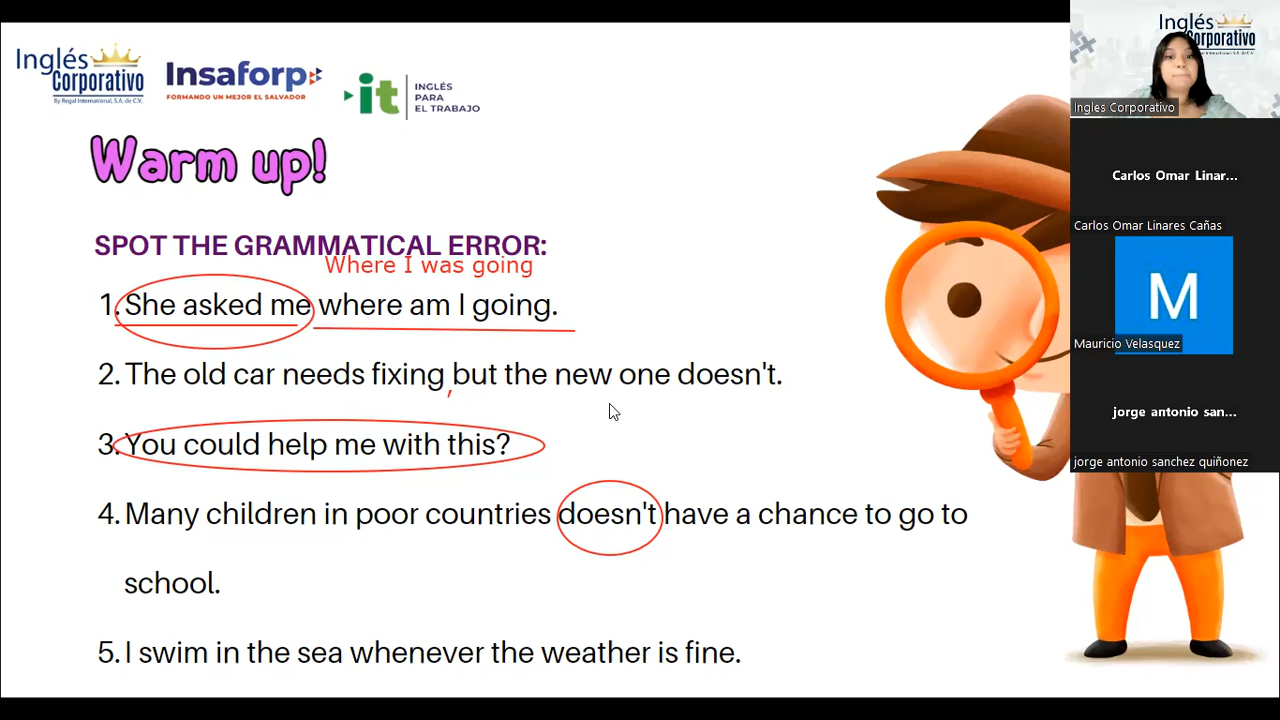 Inglés
Corporativo
By Regal International, S.A. de C.V.
Insaforp
FORMANDO UN MEJOR EL SALVADOR
it
INGLÉS
PARA
EL TRABAJO
Warm up!
SPOT THE GRAMMATICAL ERROR:
Where I was going
1. She asked me where am I going.
2. The old car needs fixing, but the new one doesn't.
3. You could help me with this?
4. Many children in poor countries doesn't have a chance to go to
school.
5. I swim in the sea whenever the weather is fine.
Inglés
Corporativo
Ingles Corporativo
Carlos Omar Linar...
Carlos Omar Linares Cañas
M
Mauricio Velasquez
jorge antonio san...
jorge antonio sanchez quiñonez